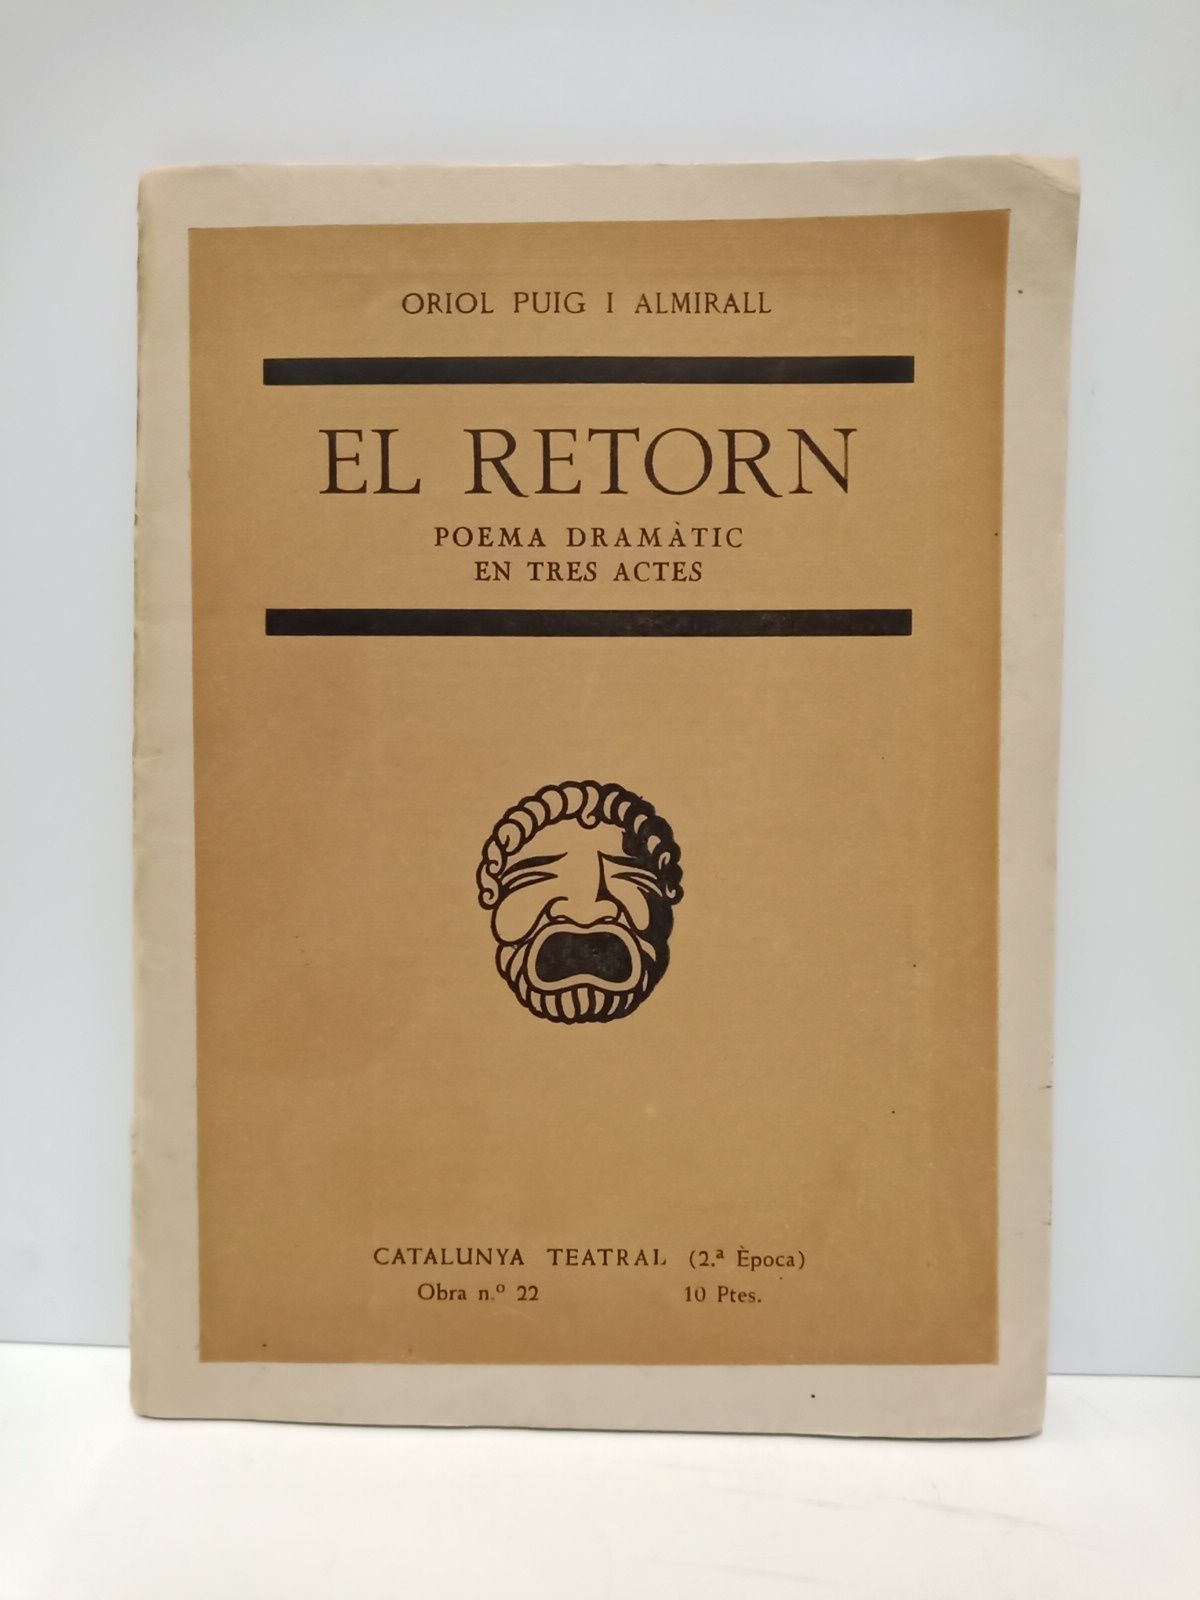 ORIOL PUIG I ALMIRALL
EL RETORN
POEMA DRAMÀTIC
EN TRES ACTES
CATALUNYA TEATRAL (2.ª Època)
Obra n.º 22 10 Ptes.